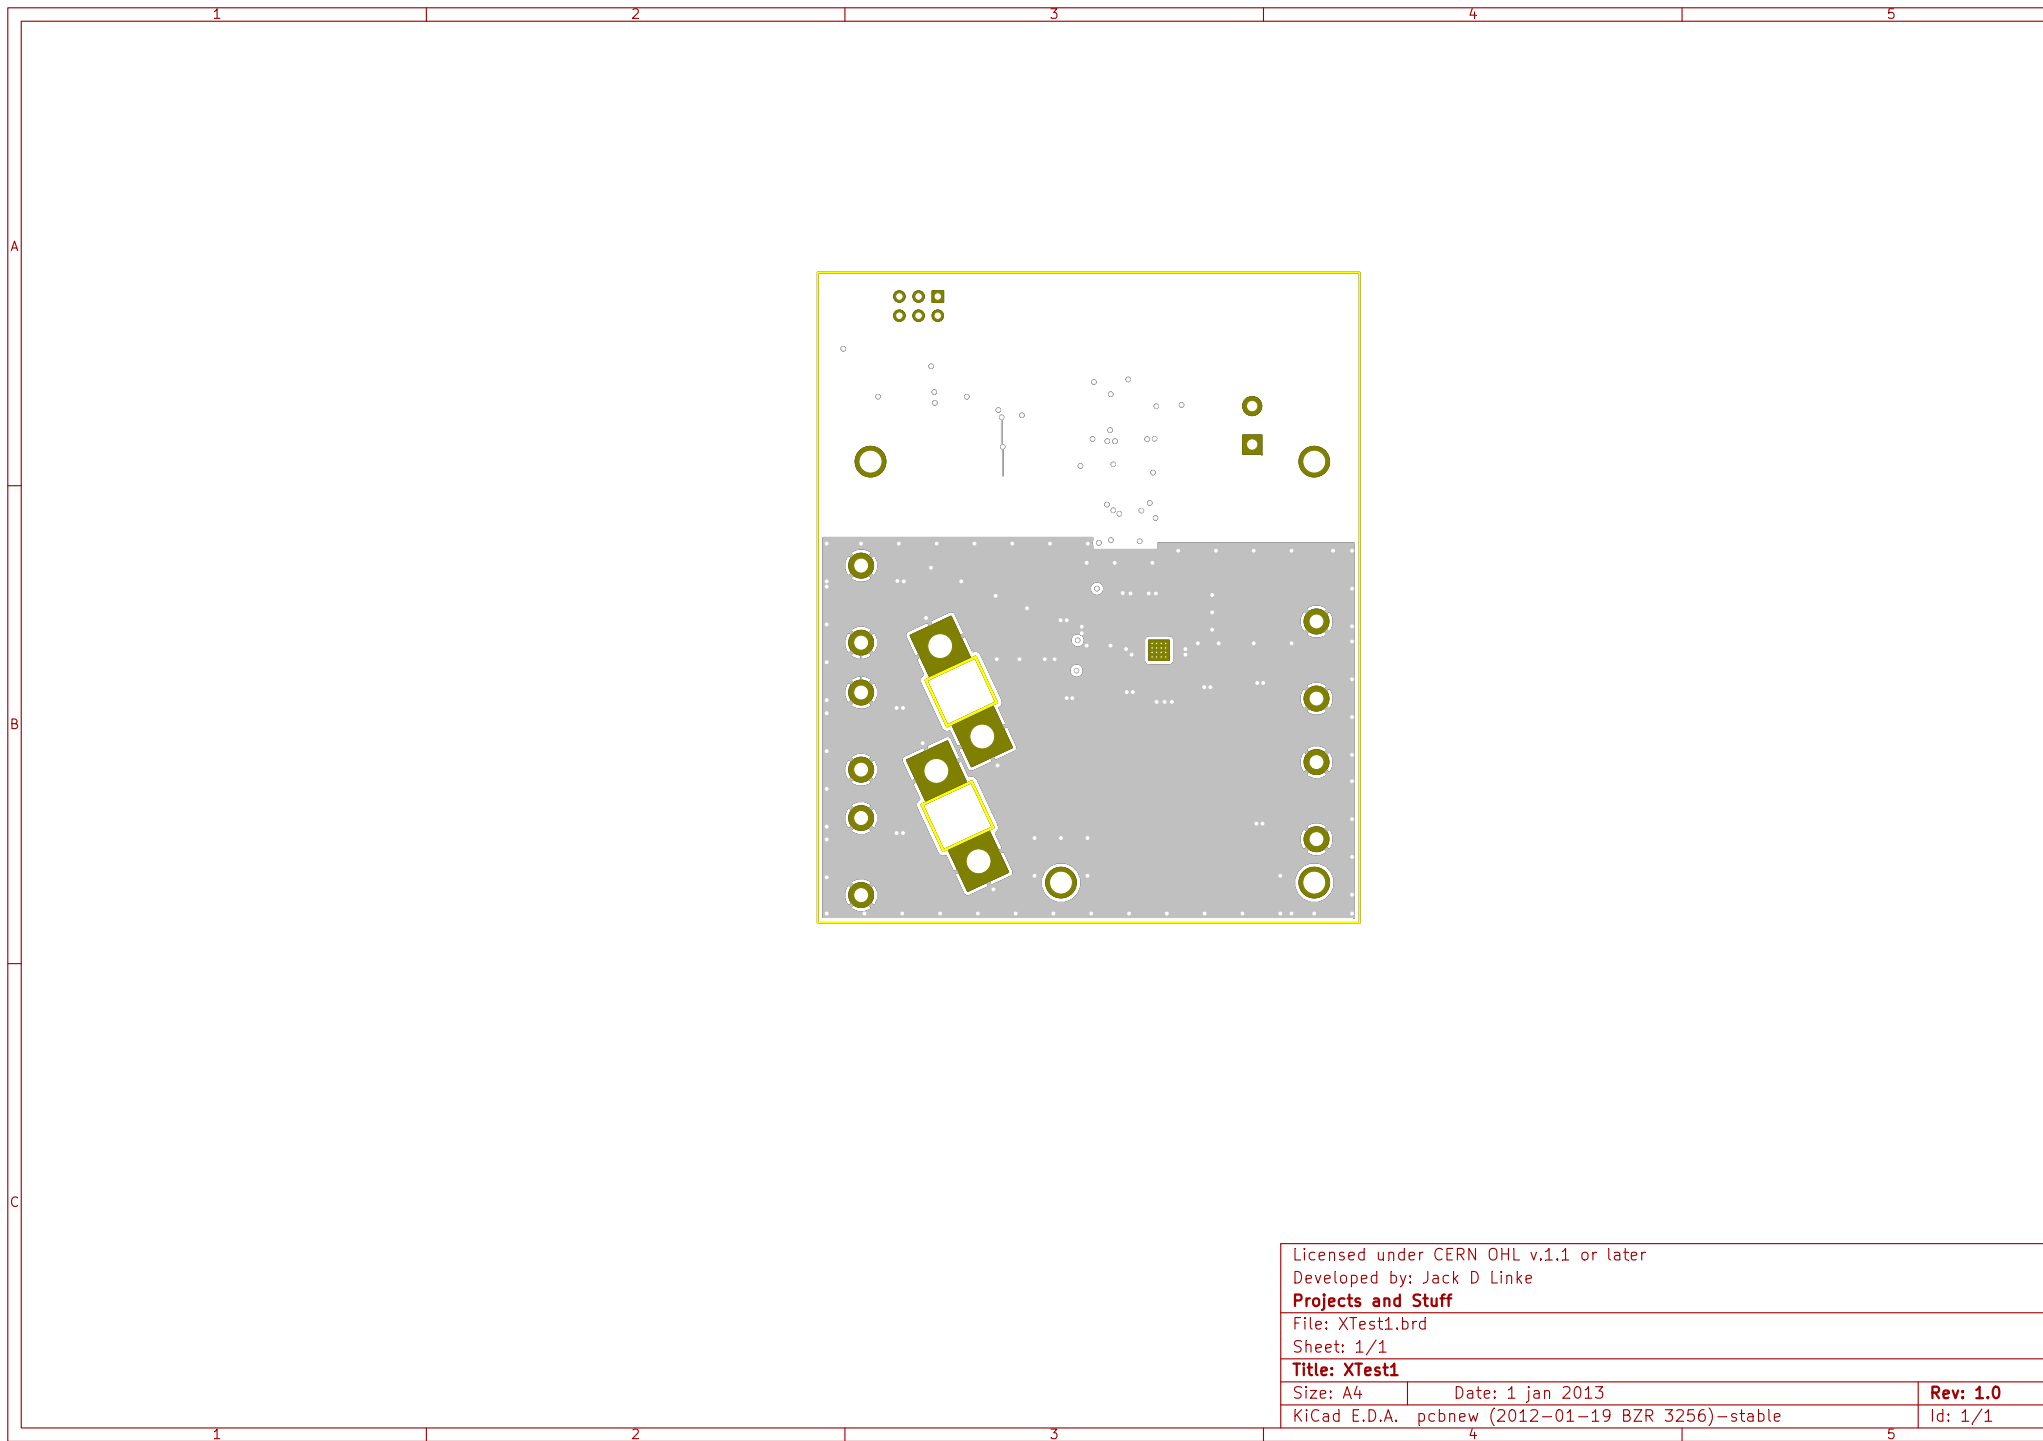 1 2 3 4 5
A
B
C
Licensed under CERN OHL v.1.1 or later
Developed by: Jack D Linke
Projects and Stuff
File: XTest1.brd
Sheet: 1/1
Title: XTest1
Size: A4 Date: 1 jan 2013 Rev: 1.0
KiCad E.D.A. pcbnew (2012-01-19 BZR 3256)-stable Id: 1/1
1 2 3 4 5